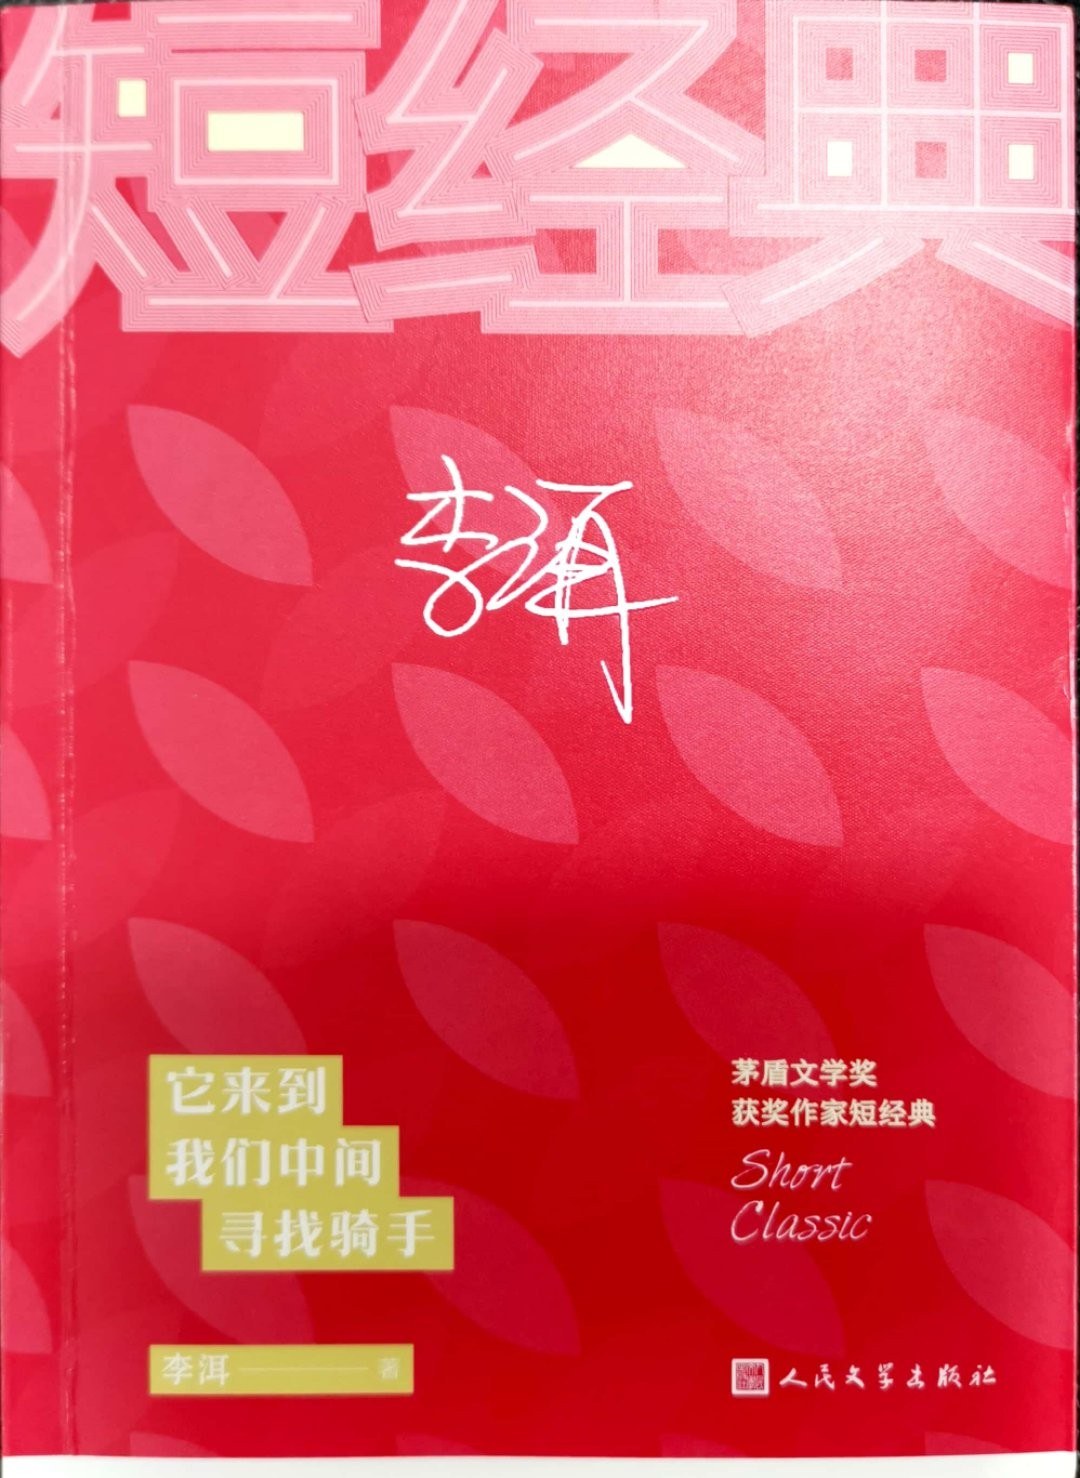 短经典
李洱
它来到
我们中间
寻找骑手
李洱 著
茅盾文学奖
获奖作家短经典
Short
Classic
人民文学出版社